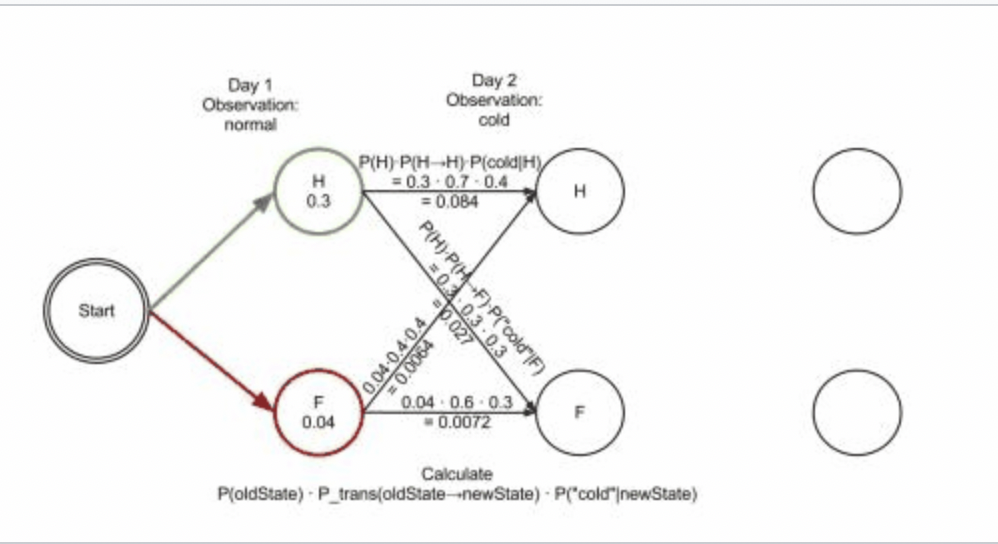 Day 1
Observation:
normal
Day 2
Observation:
cold
H
0.3
P(H)·P(H→H)·P(cold|H)
= 0.3 · 0.7 · 0.4
= 0.084
H
P(H)·P(H→F)·P("cold"|F)
= 0.3 · 0.3 · 0.3
= 0.027
Start
0.04·0.4·0.4
= 0.0064
F
0.04
0.04 · 0.6 · 0.3
= 0.0072
F
Calculate
P(oldState) · P_trans(oldState→newState) · P("cold"|newState)